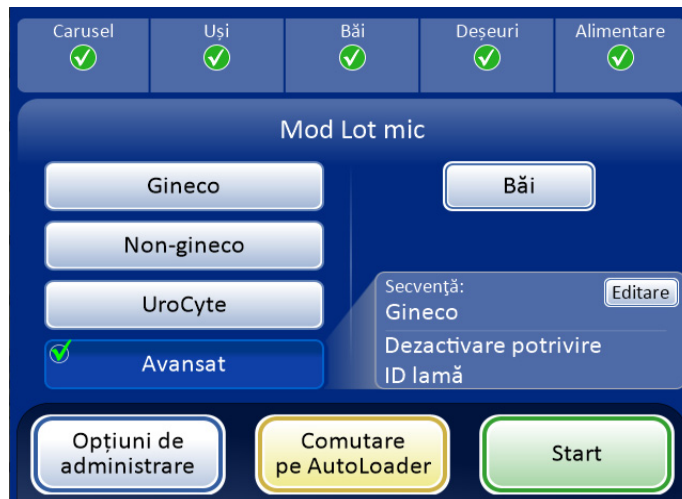 Carusel
Uși
Băi
Deșeuri
Alimentare
Mod Lot mic
Gineco
Băi
Non-gineco
UroCyte
Secvenţă:
Editare
Gineco
Avansat
Dezactivare potrivire
ID lamă
Opțiuni de
administrare
Comutare
pe AutoLoader
Start